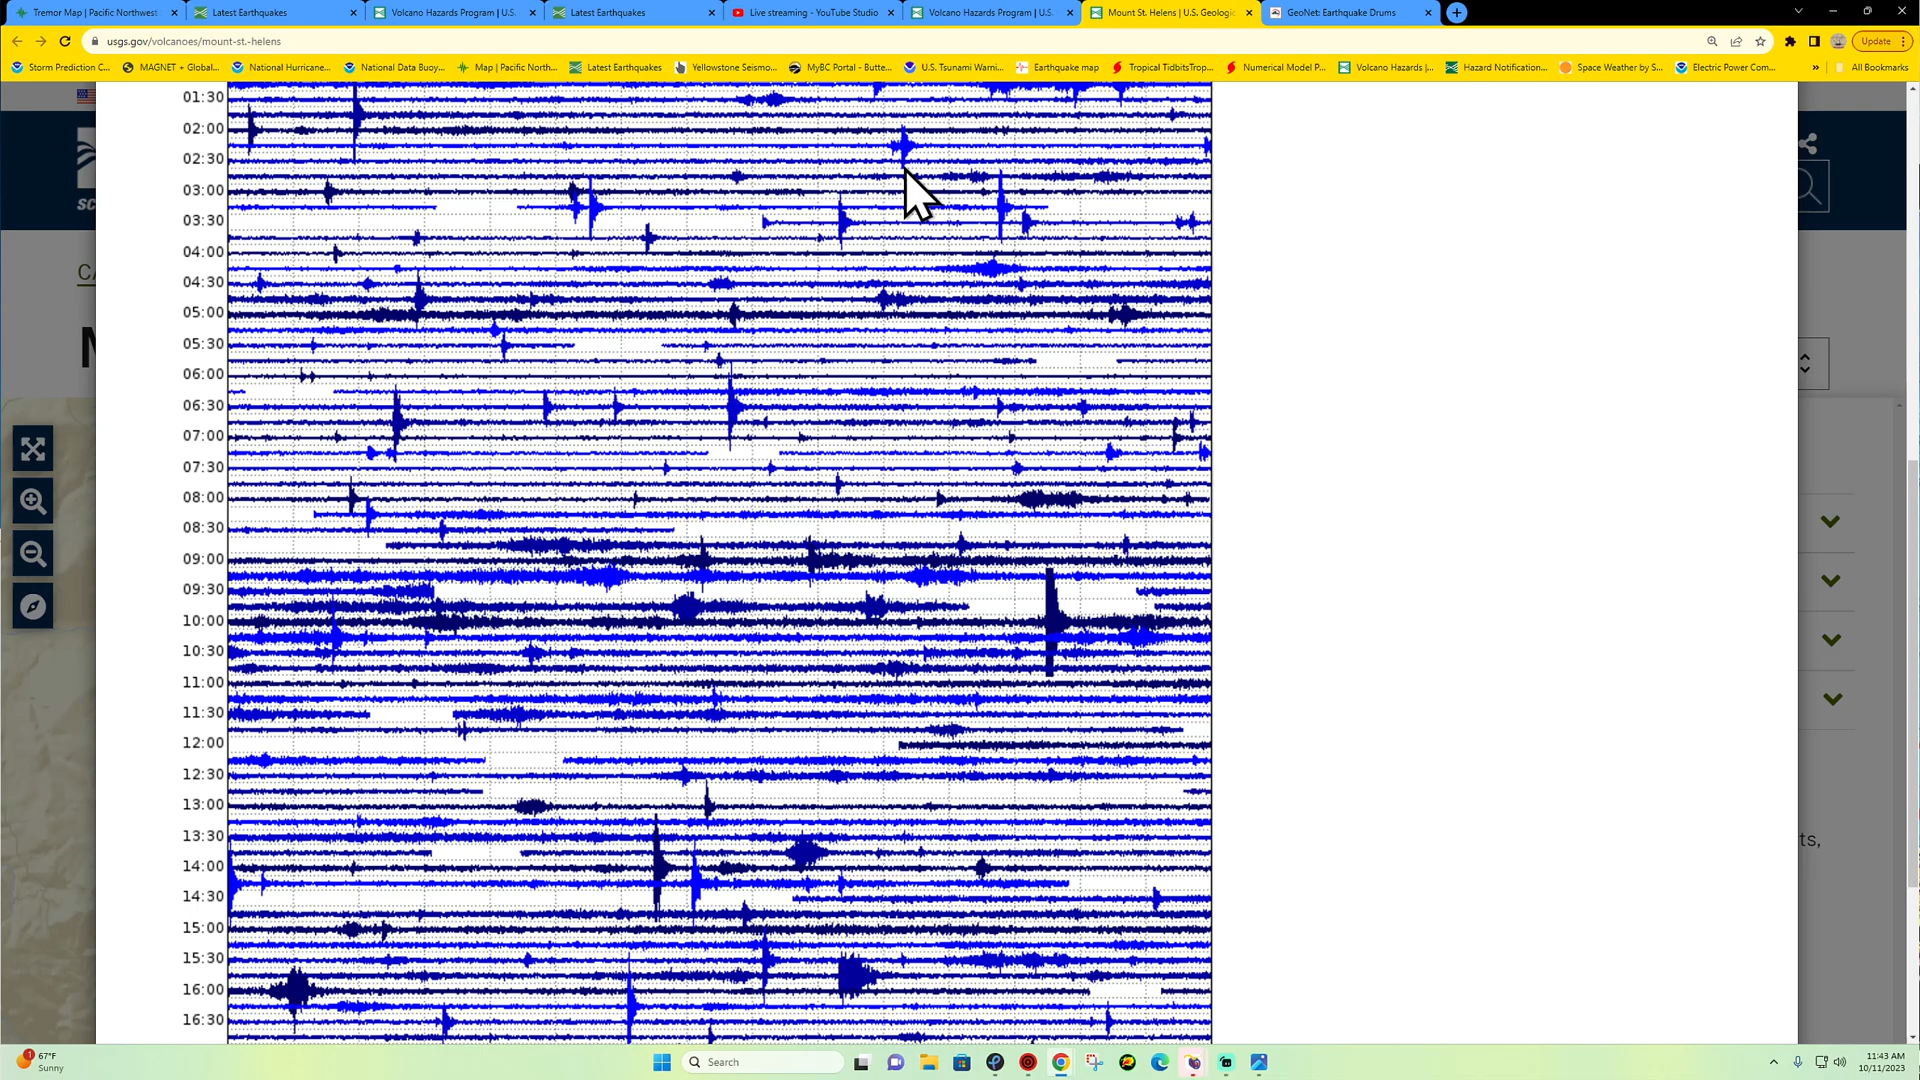 Tremor Map | Pacific Northwest
Latest Earthquakes
Volcano Hazards Program | U.S.
Latest Earthquakes
Live streaming - YouTube Studio
Volcano Hazards Program | U.S.
Mount St. Helens | U.S. Geologic
GeoNet: Earthquake Drums
usgs.gov/volcanoes/mount-st.-helens
Update
Storm Prediction C...
MAGNET + Global...
National Hurricane...
National Data Buoy...
Map | Pacific North...
Latest Earthquakes
Yellowstone Seismo...
MyBC Portal - Butte...
U.S. Tsunami Warni...
Earthquake map
Tropical TidbitsTrop...
Numerical Model P...
Volcano Hazards |...
Hazard Notification...
Space Weather by S...
Electric Power Com...
All Bookmarks
01:30
02:00
02:30
03:00
03:30
04:00
04:30
05:00
05:30
06:00
06:30
07:00
07:30
08:00
08:30
09:00
09:30
10:00
10:30
11:00
11:30
12:00
12:30
13:00
13:30
14:00
14:30
15:00
15:30
16:00
16:30
sc
CA
M
ts,
1
67°F
Sunny
Search
11:43 AM
10/11/2023